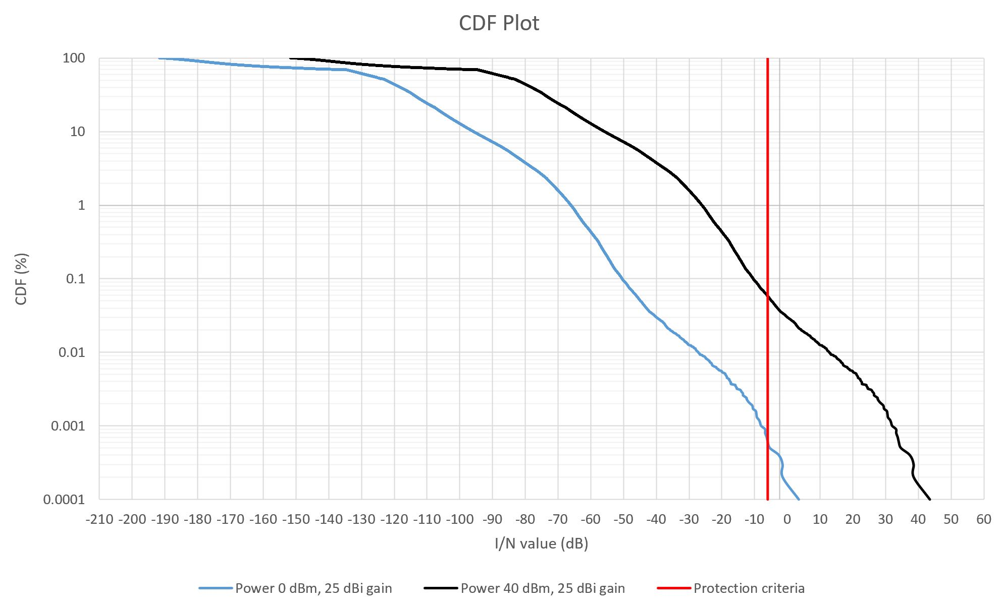 CDF Plot
100
10
1
0.1
0.01
0.001
0.0001
CDF (%)
-210 -200 -190 -180 -170 -160 -150 -140 -130 -120 -110 -100 -90 -80 -70 -60 -50 -40 -30 -20 -10 0 10 20 30 40 50 60
I/N value (dB)
Power 0 dBm, 25 dBi gain Power 40 dBm, 25 dBi gain Protection criteria